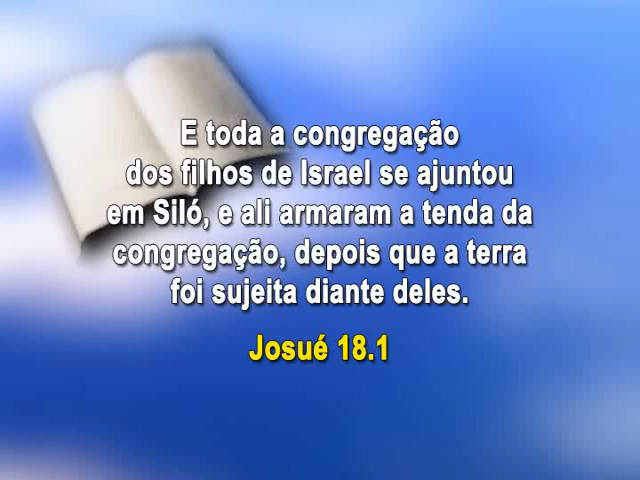 E toda a congregação
dos filhos de Israel se ajuntou
em Siló, e ali armaram a tenda da
congregação, depois que a terra
foi sujeita diante deles.
Josué 18.1